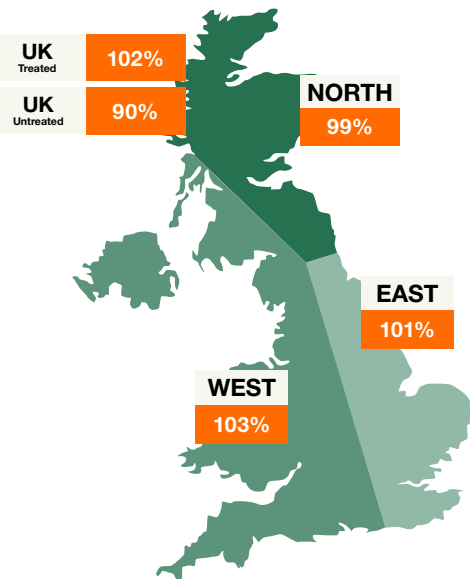 UK
Treated
102%
UK
Untreated
90%
NORTH
99%
EAST
101%
WEST
103%